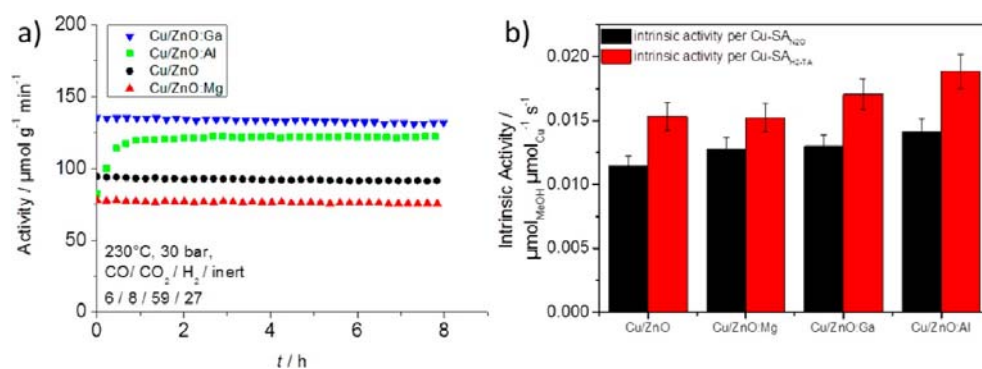 a)
Cu/ZnO:Ga
Cu/ZnO:Al
Cu/ZnO
Cu/ZnO:Mg
200
150
100
50
0
Activity / µmol g⁻¹ min⁻¹
230°C, 30 bar,
CO/ CO₂ / H₂ / inert
6 / 8 / 59 / 27
0 2 4 6 8
t / h
b)
intrinsic activity per Cu-SA_N2O
intrinsic activity per Cu-SA_H2-TA
0.020
0.015
0.010
0.005
0.000
Intrinsic Activity /
µmol_MeOH µmol_Cu⁻¹ s⁻¹
Cu/ZnO Cu/ZnO:Mg Cu/ZnO:Ga Cu/ZnO:Al